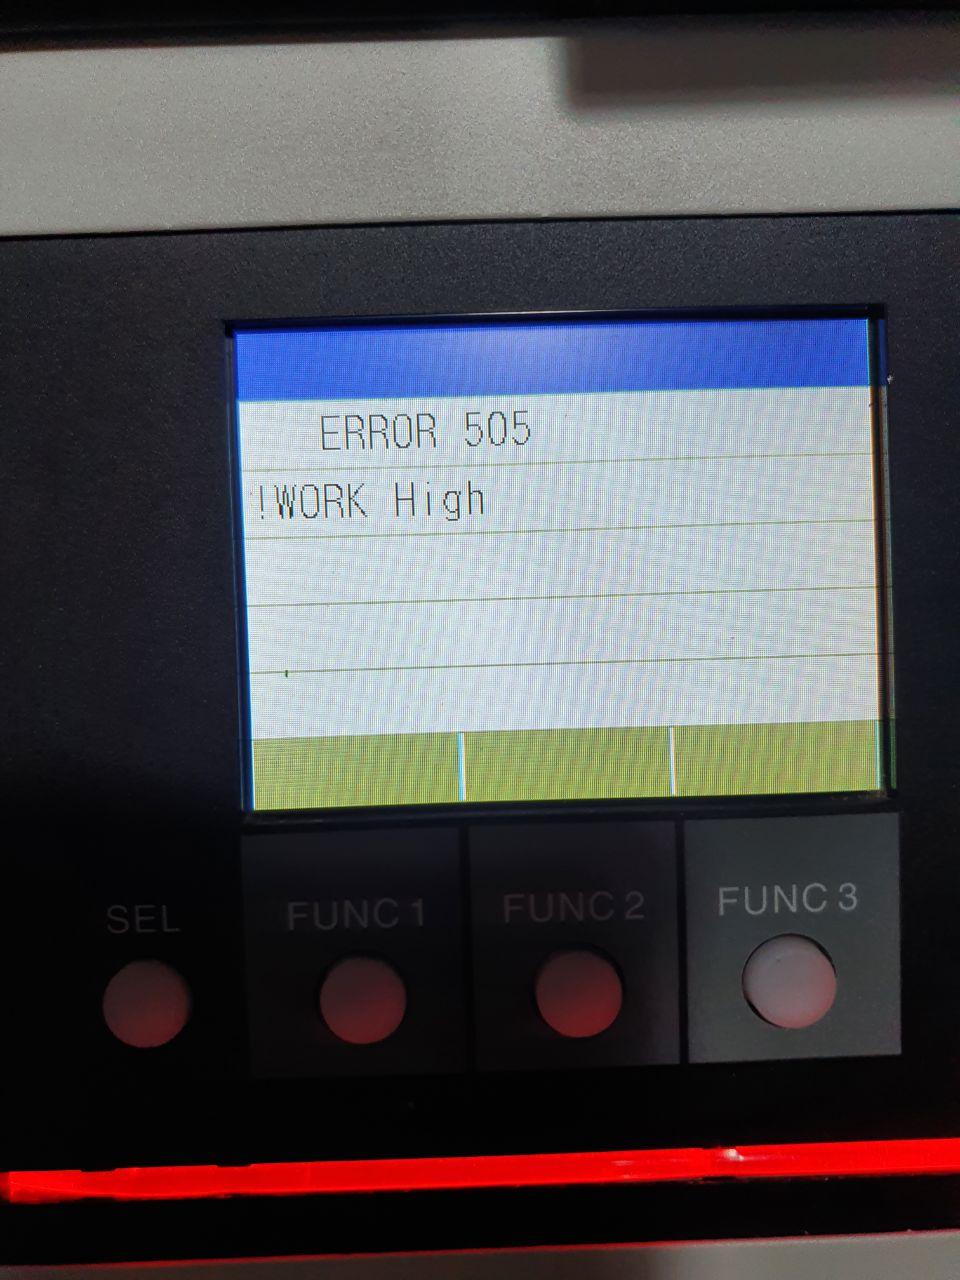 ERROR 505
!WORK High
SEL
FUNC 1
FUNC 2
FUNC 3